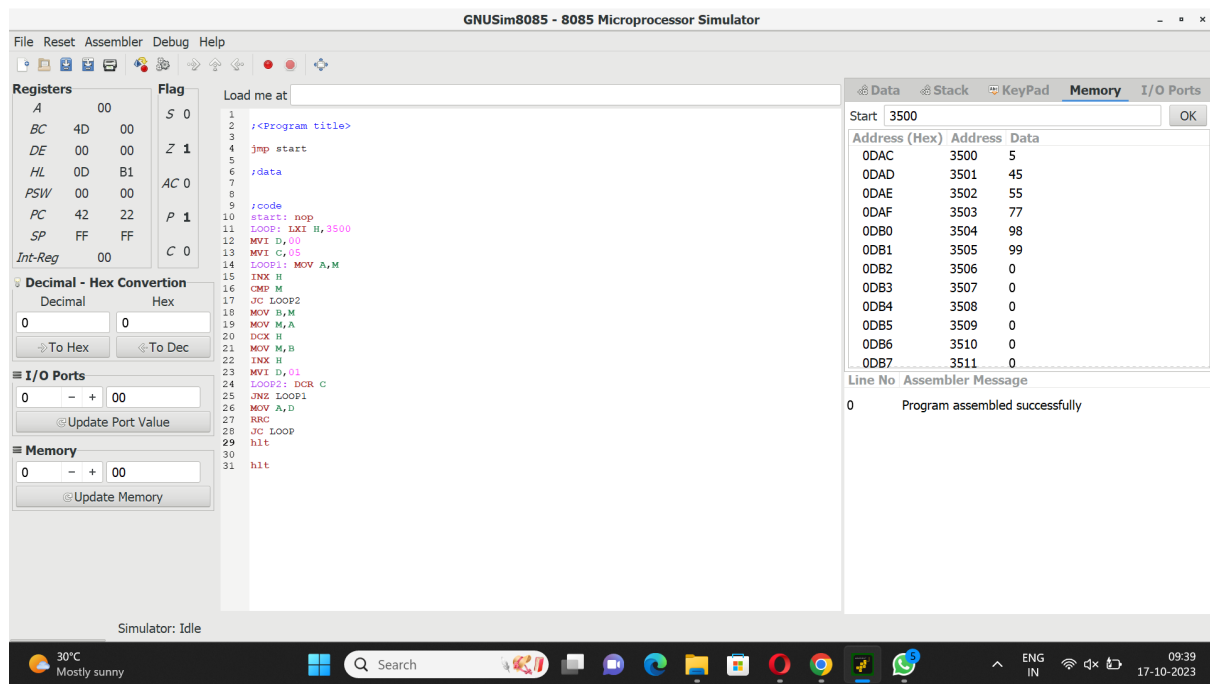 GNUSim8085 - 8085 Microprocessor Simulator
File Reset Assembler Debug Help
Registers
A 00
BC 4D 00
DE 00 00
HL 0D B1
PSW 00 00
PC 42 22
SP FF FF
Int-Reg 00
Flag
S 0
Z 1
AC 0
P 1
C 0
Decimal - Hex Convertion
Decimal Hex
0 0
To Hex To Dec
I/O Ports
0 - + 00
Update Port Value
Memory
0 - + 00
Update Memory
Load me at
1
2 ;<Program title>
3
4 jmp start
5
6 ;data
7
8
9 ;code
10 start: nop
11 LOOP: LXI H,3500
12 MVI D,00
13 MVI C,05
14 LOOP1: MOV A,M
15 INX H
16 CMP M
17 JC LOOP2
18 MOV B,M
19 MOV M,A
20 DCX H
21 MOV M,B
22 INX H
23 MVI D,01
24 LOOP2: DCR C
25 JNZ LOOP1
26 MOV A,D
27 RRC
28 JC LOOP
29 hlt
30
31 hlt
Data Stack KeyPad Memory I/O Ports
Start 3500 OK
Address (Hex) Address Data
0DAC 3500 5
0DAD 3501 45
0DAE 3502 55
0DAF 3503 77
0DB0 3504 98
0DB1 3505 99
0DB2 3506 0
0DB3 3507 0
0DB4 3508 0
0DB5 3509 0
0DB6 3510 0
0DB7 3511 0
Line No Assembler Message
0 Program assembled successfully
Simulator: Idle
30°C
Mostly sunny
Search
5
ENG
IN
09:39
17-10-2023